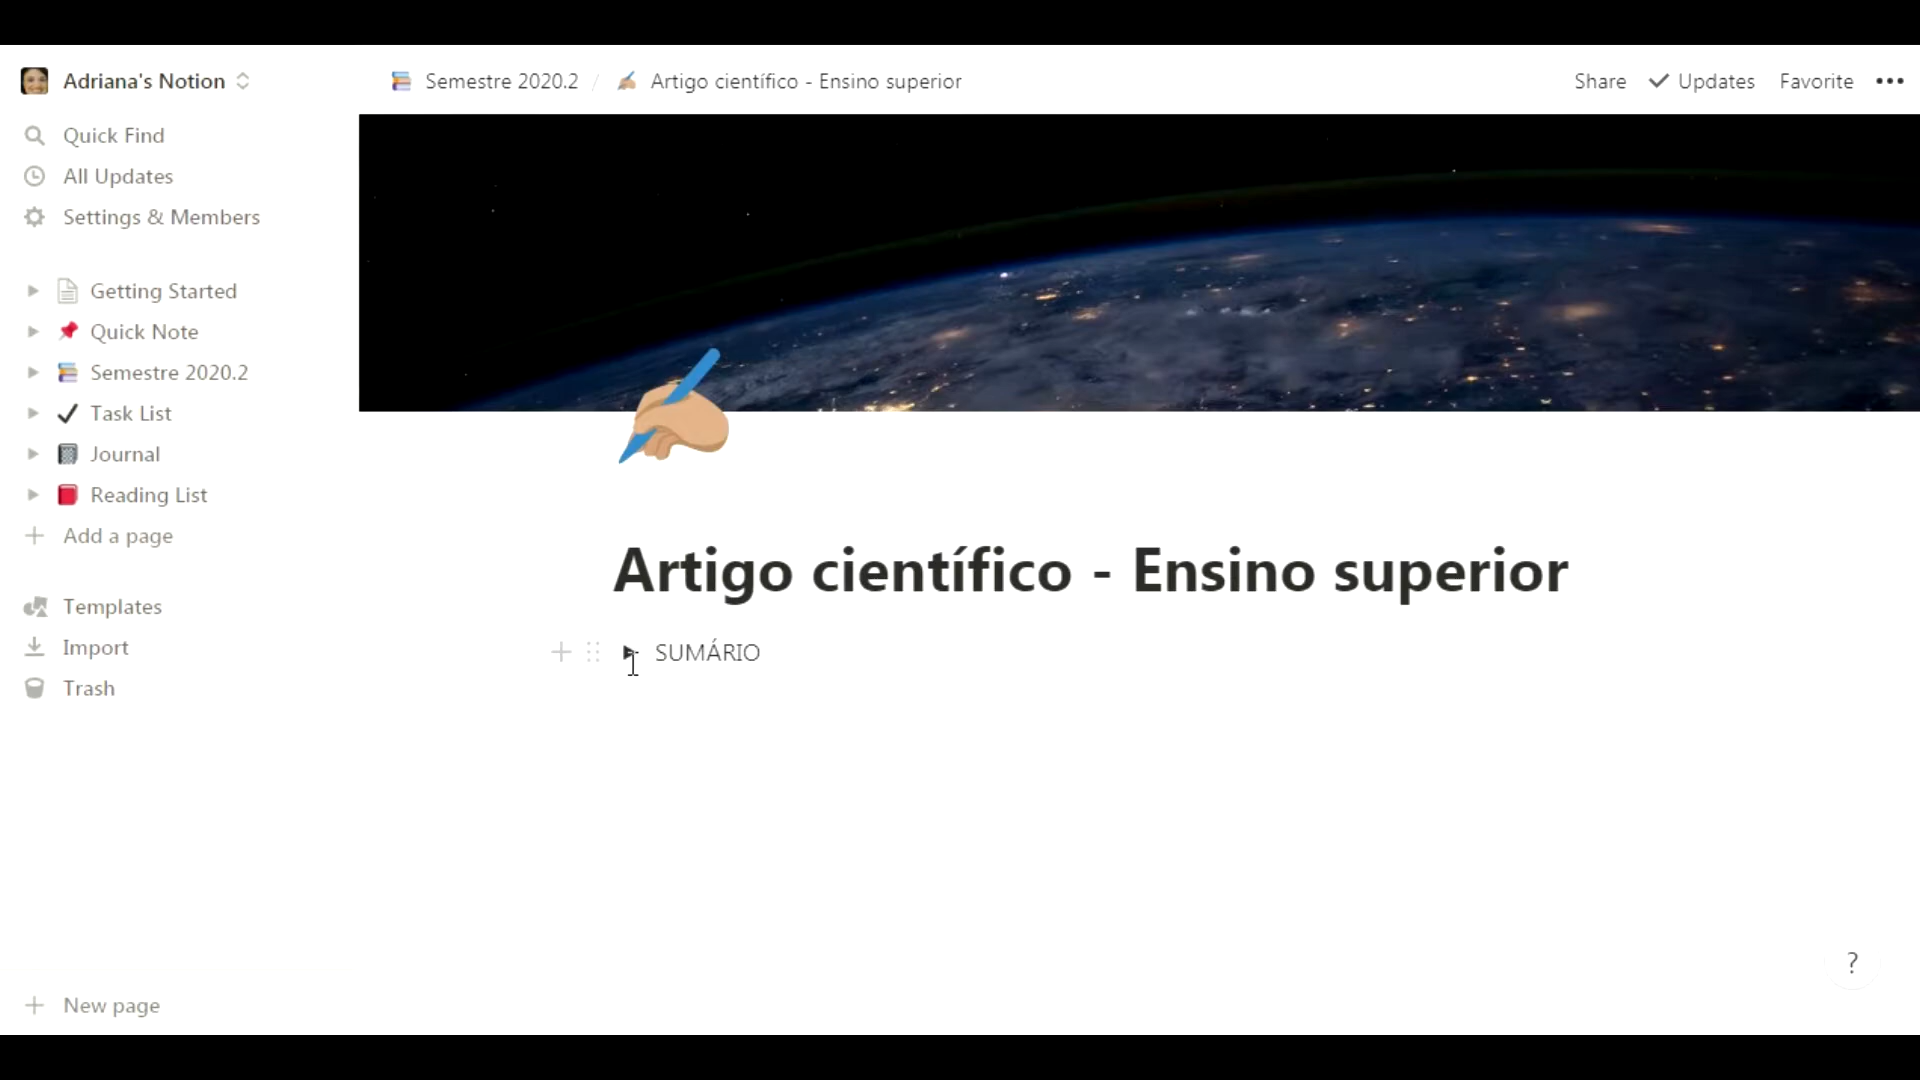 Adriana's Notion
Quick Find
All Updates
Settings & Members
Getting Started
Quick Note
Semestre 2020.2
Task List
Journal
Reading List
Add a page
Templates
Import
Trash
New page
Semestre 2020.2 / Artigo científico - Ensino superior
Share Updates Favorite
Artigo científico - Ensino superior
SUMÁRIO
?